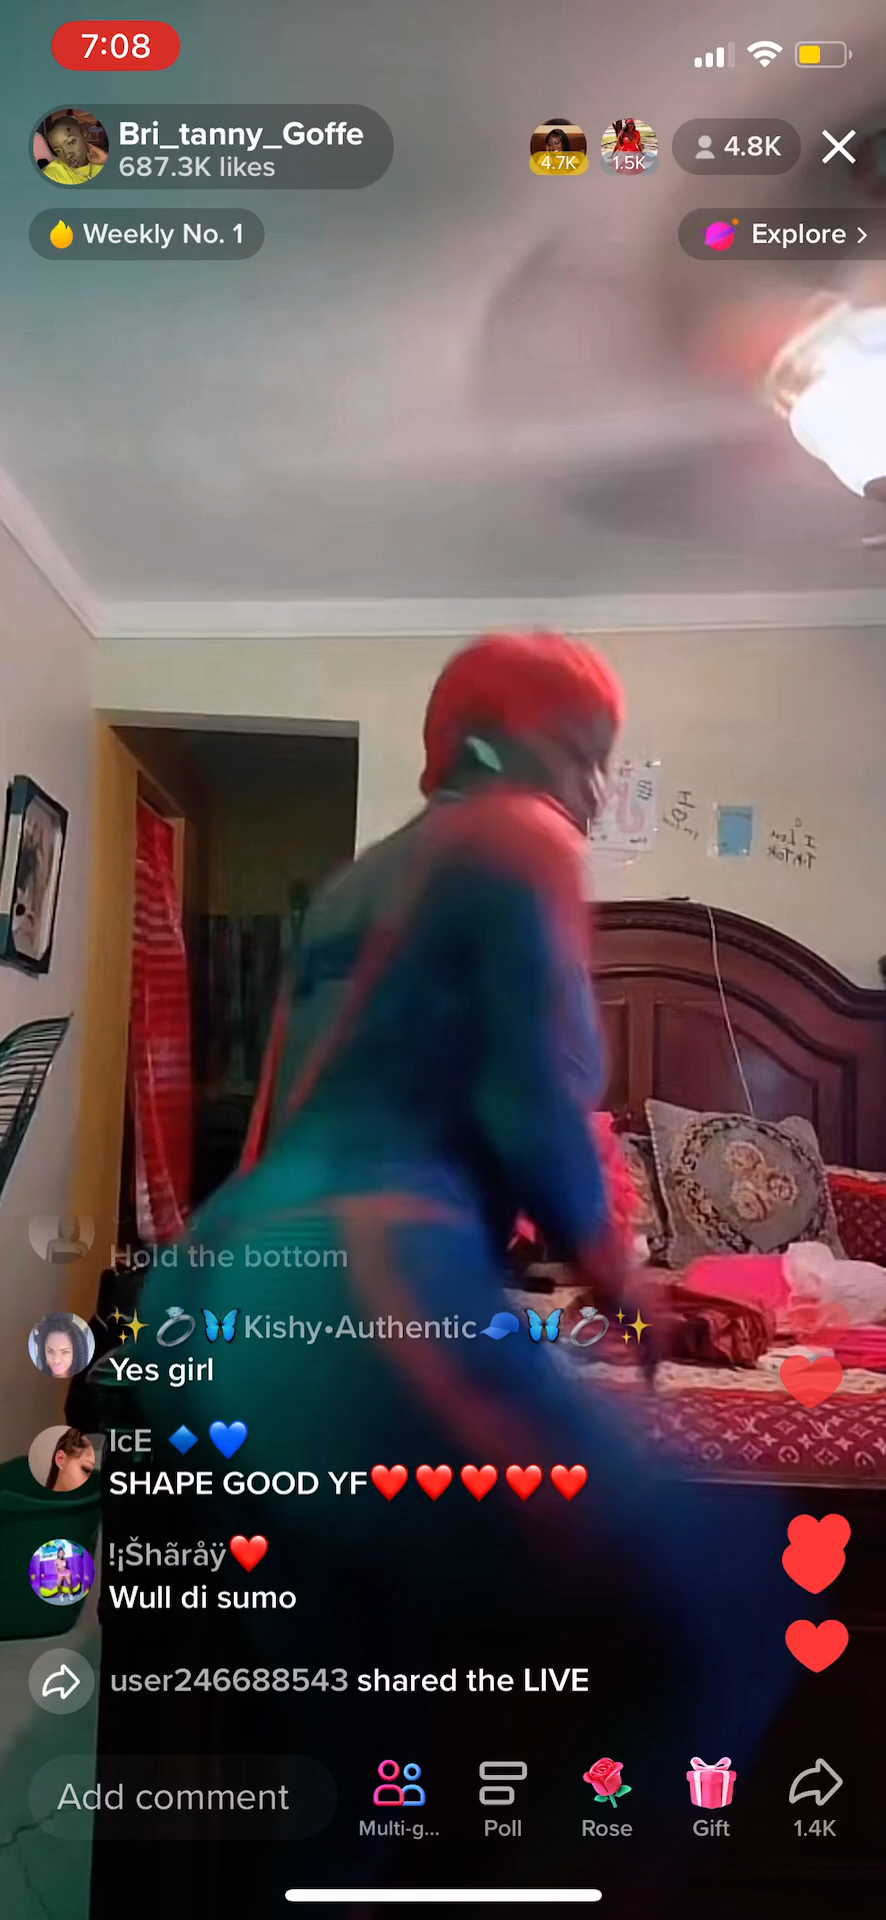 7:08
Bri_tanny_Goffe
687.3K likes
4.7K
1.5K
4.8K
Weekly No. 1
Explore
Hold the bottom
Kishy•Authentic
Yes girl
IcE
SHAPE GOOD YF
!¡Šhãråÿ
Wull di sumo
user246688543 shared the LIVE
Add comment
Multi-g...
Poll
Rose
Gift
1.4K